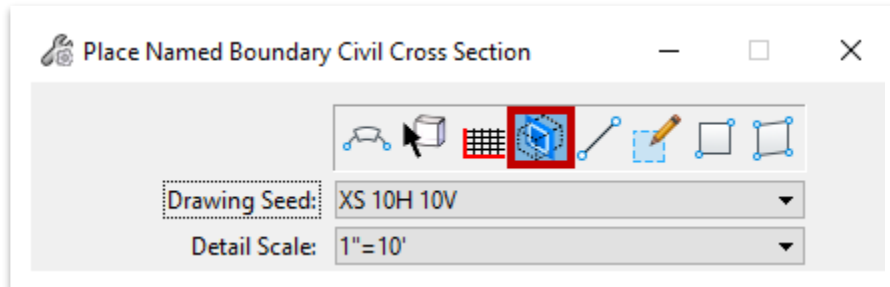 Place Named Boundary Civil Cross Section
Drawing Seed: XS 10H 10V
Detail Scale: 1"=10'